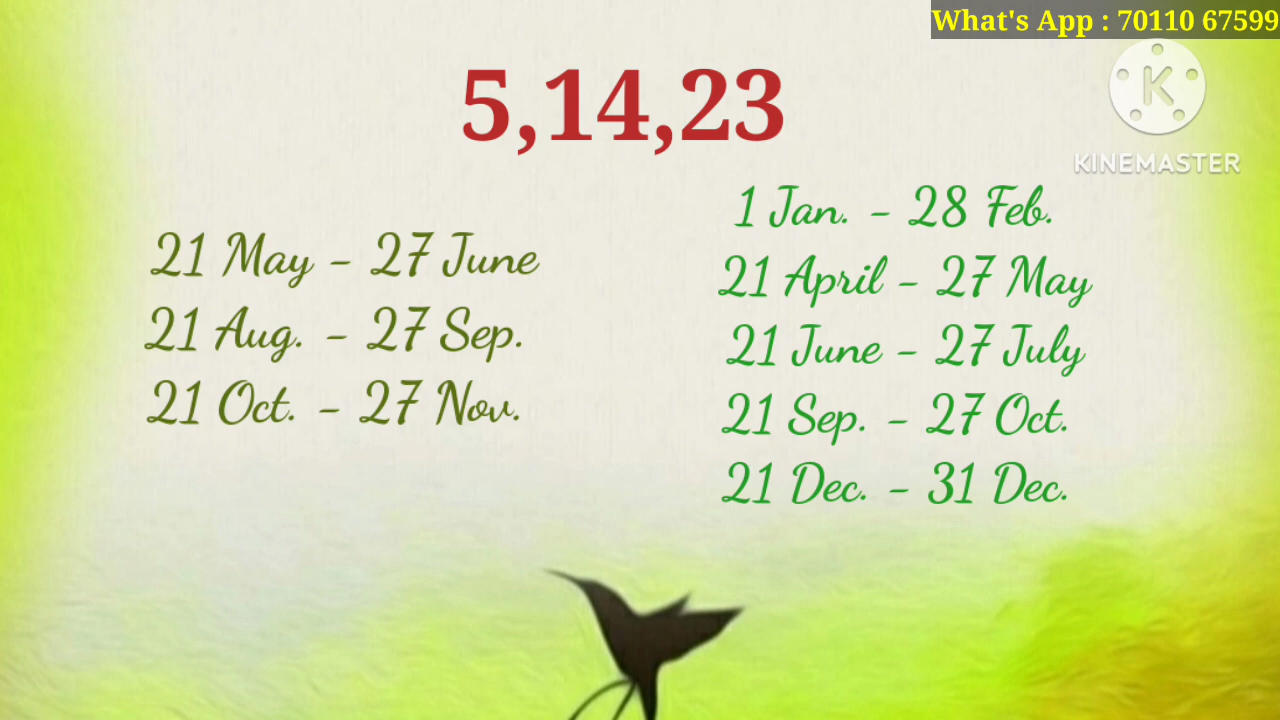 What's App : 70110 67599
5,14,23
KINEMASTER
21 May - 27 June
21 Aug. - 27 Sep.
21 Oct. - 27 Nov.
1 Jan. - 28 Feb.
21 April - 27 May
21 June - 27 July
21 Sep. - 27 Oct.
21 Dec. - 31 Dec.